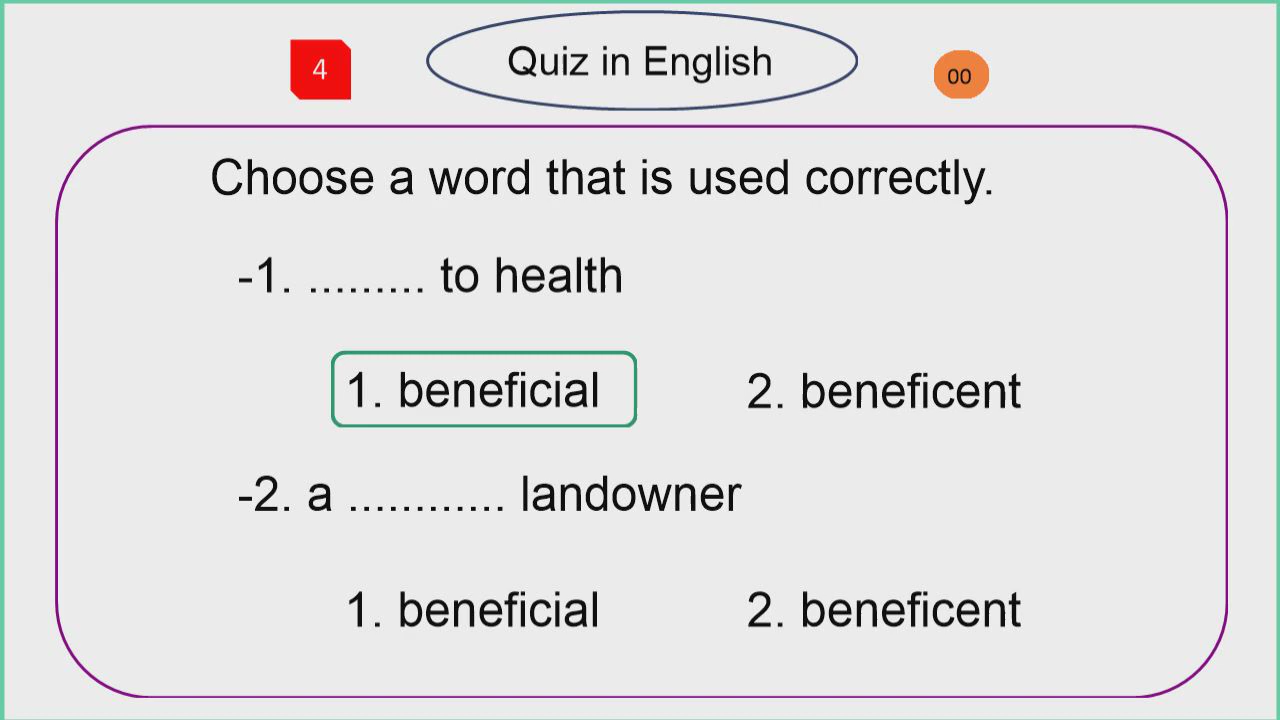 4
Quiz in English
00
Choose a word that is used correctly.
-1. ......... to health
1. beneficial
2. beneficent
-2. a ............ landowner
1. beneficial
2. beneficent